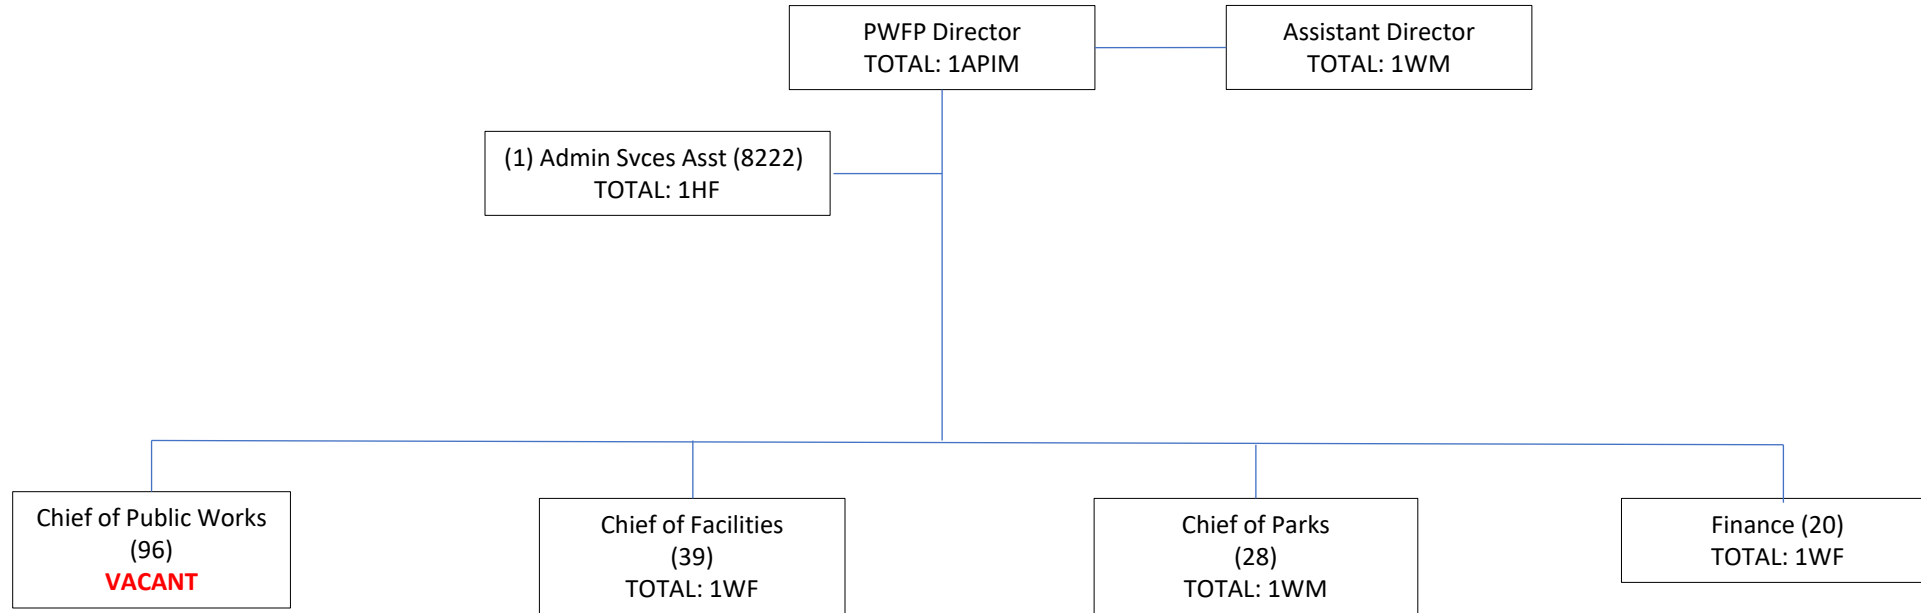 PWFP Director
TOTAL: 1APIM
Assistant Director
TOTAL: 1WM
(1) Admin Svces Asst (8222)
TOTAL: 1HF
Chief of Public Works
(96)
VACANT
Chief of Facilities
(39)
TOTAL: 1WF
Chief of Parks
(28)
TOTAL: 1WM
Finance (20)
TOTAL: 1WF